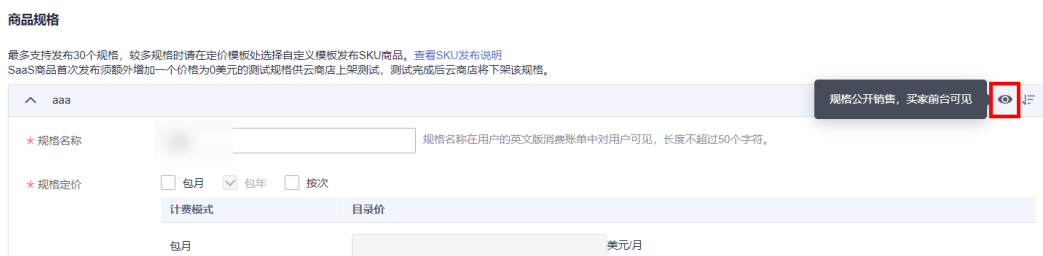 商品规格
最多支持发布30个规格，较多规格时请在定价模板处选择自定义模板发布SKU商品。查看SKU发布说明
SaaS商品首次发布须额外增加一个价格为0美元的测试规格供云商店上架测试，测试完成后云商店将下架该规格。
aaa
规格公开销售，买家前台可见
* 规格名称
规格名称在用户的英文版消费账单中对用户可见，长度不超过50个字符。
* 规格定价 包月 包年 按次
计费模式 目录价
包月 美元/月